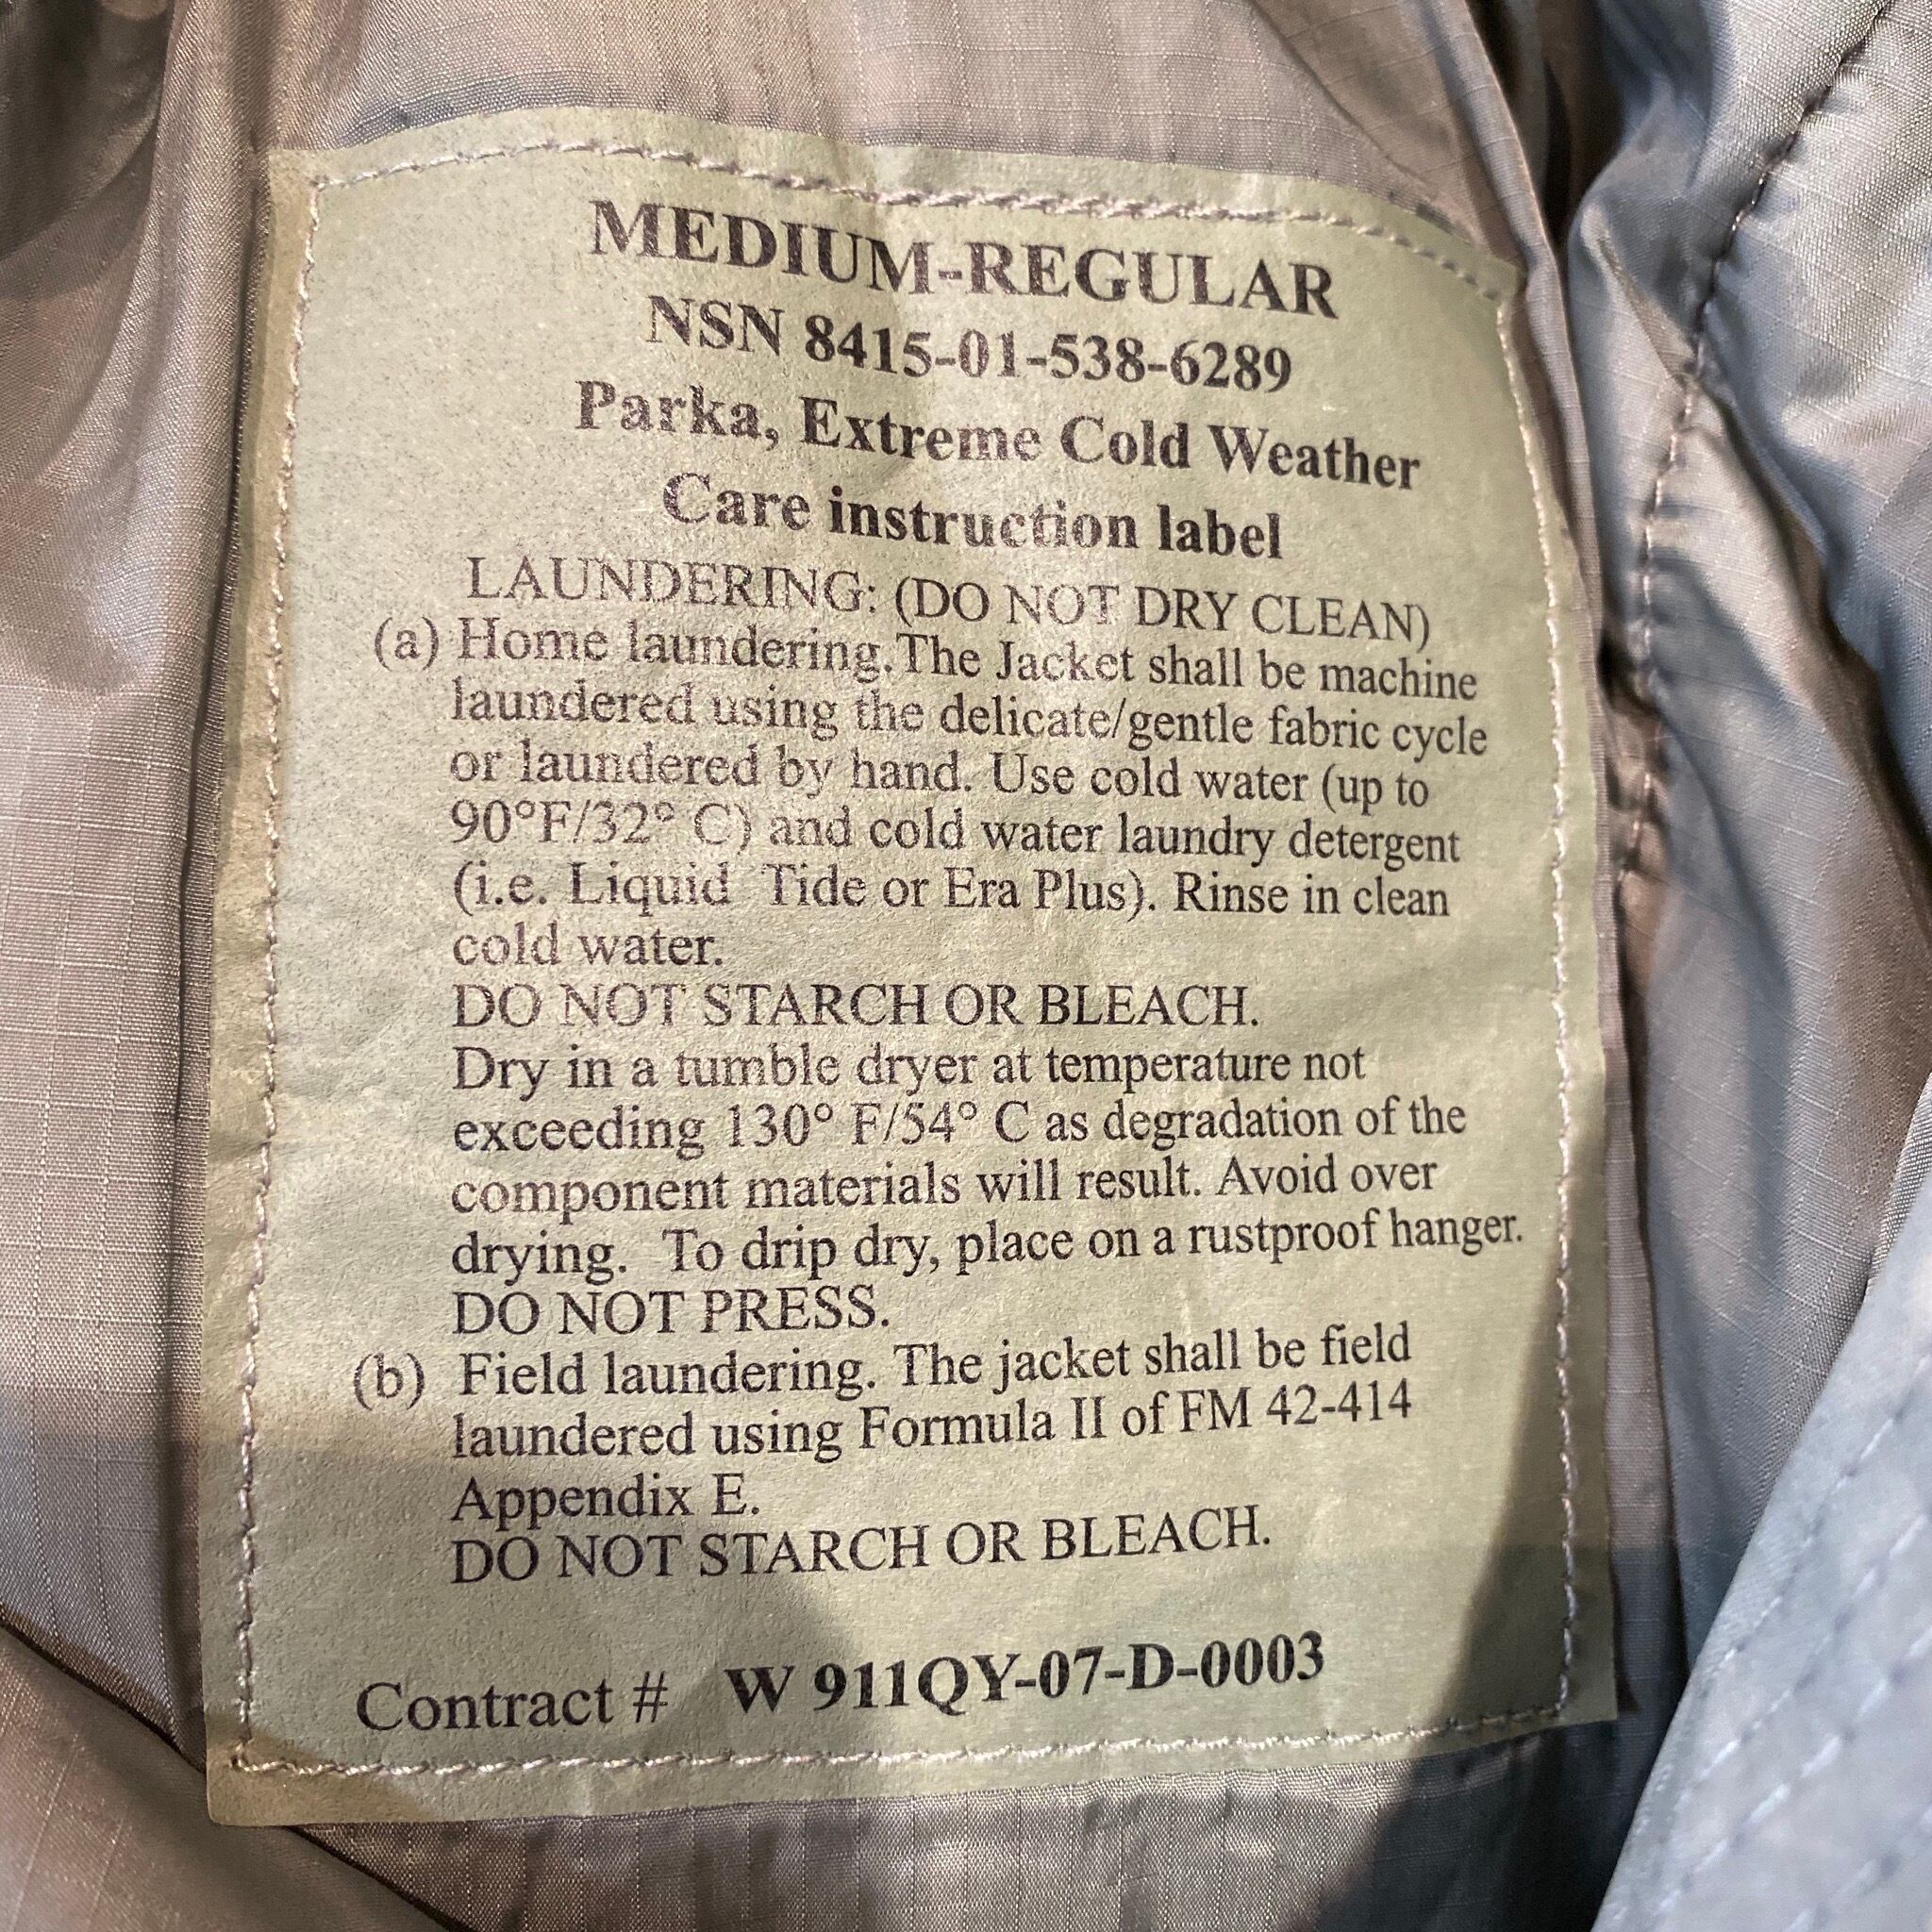 MEDIUM-REGULAR
NSN 8415-01-538-6289
Parka, Extreme Cold Weather
Care instruction label
LAUNDERING: (DO NOT DRY CLEAN)
(a) Home laundering.The Jacket shall be machine
laundered using the delicate/gentle fabric cycle
or laundered by hand. Use cold water (up to
90°F/32° C) and cold water laundry detergent
(i.e. Liquid Tide or Era Plus). Rinse in clean
cold water.
DO NOT STARCH OR BLEACH.
Dry in a tumble dryer at temperature not
exceeding 130° F/54° C as degradation of the
component materials will result. Avoid over
drying. To drip dry, place on a rustproof hanger.
DO NOT PRESS.
(b) Field laundering. The jacket shall be field
laundered using Formula II of FM 42-414
Appendix E.
DO NOT STARCH OR BLEACH.
Contract # W 911QY-07-D-0003